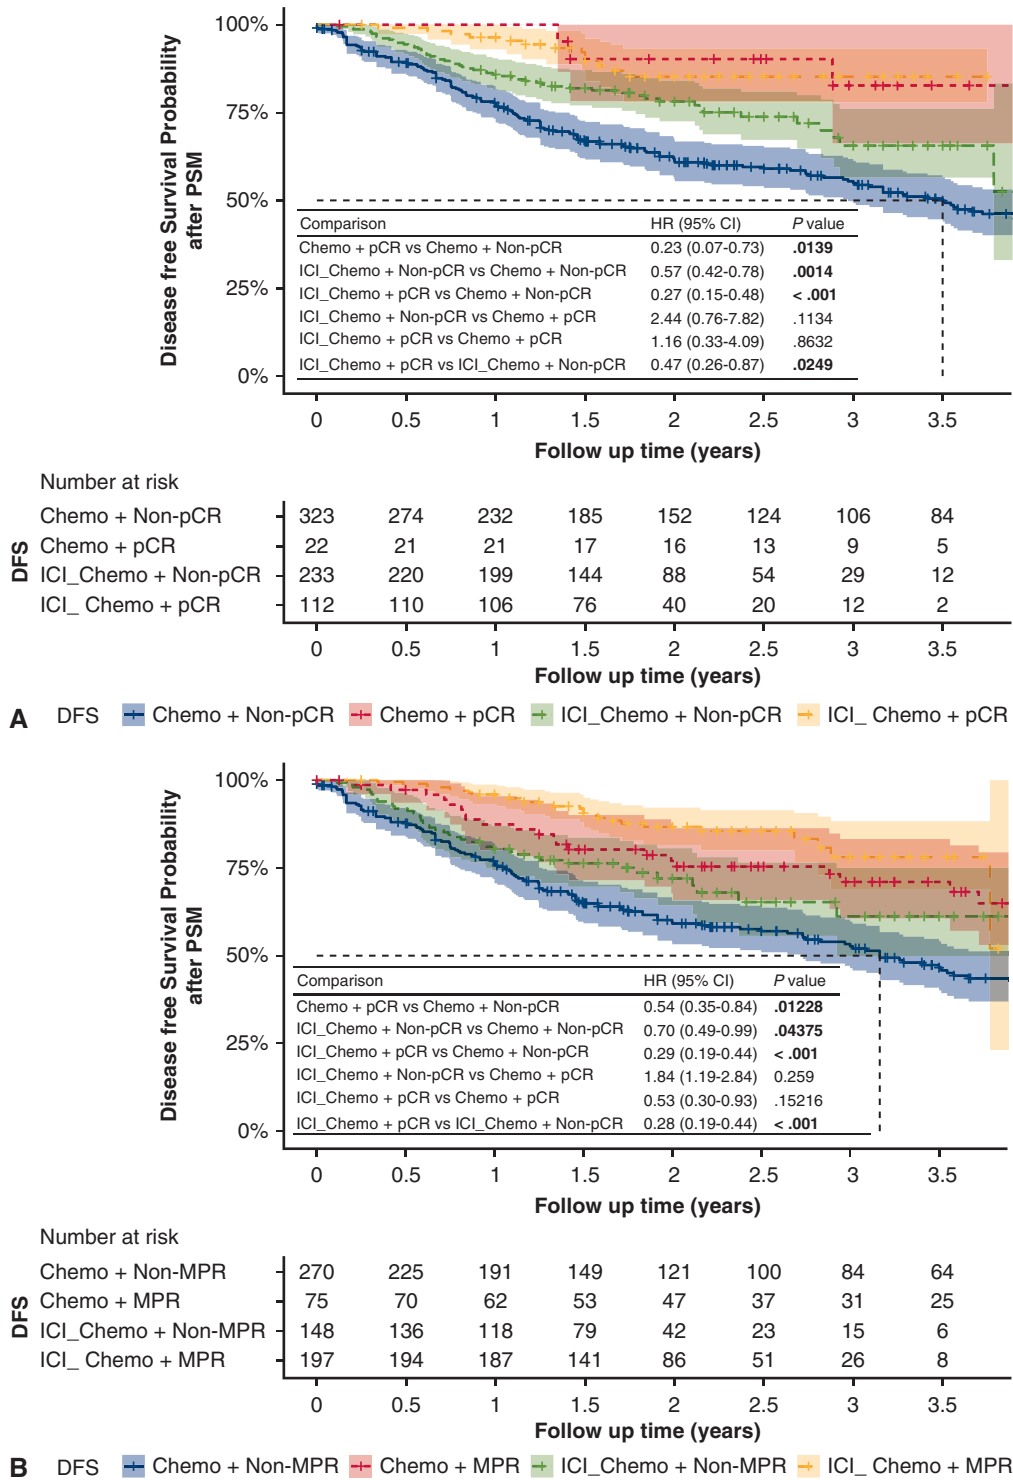 100%
75%
50%
25%
0%
Disease free Survival Probability
after PSM
Comparison HR (95% CI) P value
Chemo + pCR vs Chemo + Non-pCR 0.23 (0.07-0.73) .0139
ICI_Chemo + Non-pCR vs Chemo + Non-pCR 0.57 (0.42-0.78) .0014
ICI_Chemo + pCR vs Chemo + Non-pCR 0.27 (0.15-0.48) < .001
ICI_Chemo + Non-pCR vs Chemo + pCR 2.44 (0.76-7.82) .1134
ICI_Chemo + pCR vs Chemo + pCR 1.16 (0.33-4.09) .8632
ICI_Chemo + pCR vs ICI_Chemo + Non-pCR 0.47 (0.26-0.87) .0249
0 0.5 1 1.5 2 2.5 3 3.5
Follow up time (years)
Number at risk
DFS
Chemo + Non-pCR 323 274 232 185 152 124 106 84
Chemo + pCR 22 21 21 17 16 13 9 5
ICI_Chemo + Non-pCR 233 220 199 144 88 54 29 12
ICI_ Chemo + pCR 112 110 106 76 40 20 12 2
0 0.5 1 1.5 2 2.5 3 3.5
Follow up time (years)
A DFS Chemo + Non-pCR Chemo + pCR ICI_Chemo + Non-pCR ICI_ Chemo + pCR
100%
75%
50%
25%
0%
Disease free Survival Probability
after PSM
Comparison HR (95% CI) P value
Chemo + pCR vs Chemo + Non-pCR 0.54 (0.35-0.84) .01228
ICI_Chemo + Non-pCR vs Chemo + Non-pCR 0.70 (0.49-0.99) .04375
ICI_Chemo + pCR vs Chemo + Non-pCR 0.29 (0.19-0.44) < .001
ICI_Chemo + Non-pCR vs Chemo + pCR 1.84 (1.19-2.84) 0.259
ICI_Chemo + pCR vs Chemo + pCR 0.53 (0.30-0.93) .15216
ICI_Chemo + pCR vs ICI_Chemo + Non-pCR 0.28 (0.19-0.44) < .001
0 0.5 1 1.5 2 2.5 3 3.5
Follow up time (years)
Number at risk
DFS
Chemo + Non-MPR 270 225 191 149 121 100 84 64
Chemo + MPR 75 70 62 53 47 37 31 25
ICI_Chemo + Non-MPR 148 136 118 79 42 23 15 6
ICI_ Chemo + MPR 197 194 187 141 86 51 26 8
0 0.5 1 1.5 2 2.5 3 3.5
Follow up time (years)
B DFS Chemo + Non-MPR Chemo + MPR ICI_Chemo + Non-MPR ICI_ Chemo + MPR